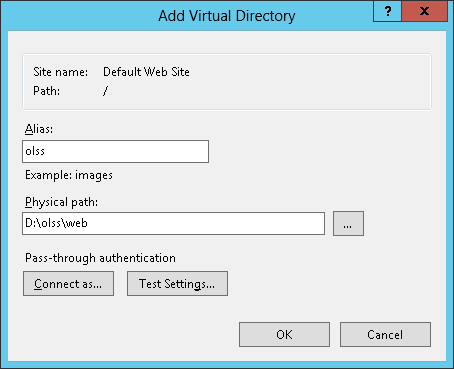 Add Virtual Directory
?
X
Site name: Default Web Site
Path: /
Alias:
olss
Example: images
Physical path:
D:\olss\web
...
Pass-through authentication
Connect as... Test Settings...
OK Cancel